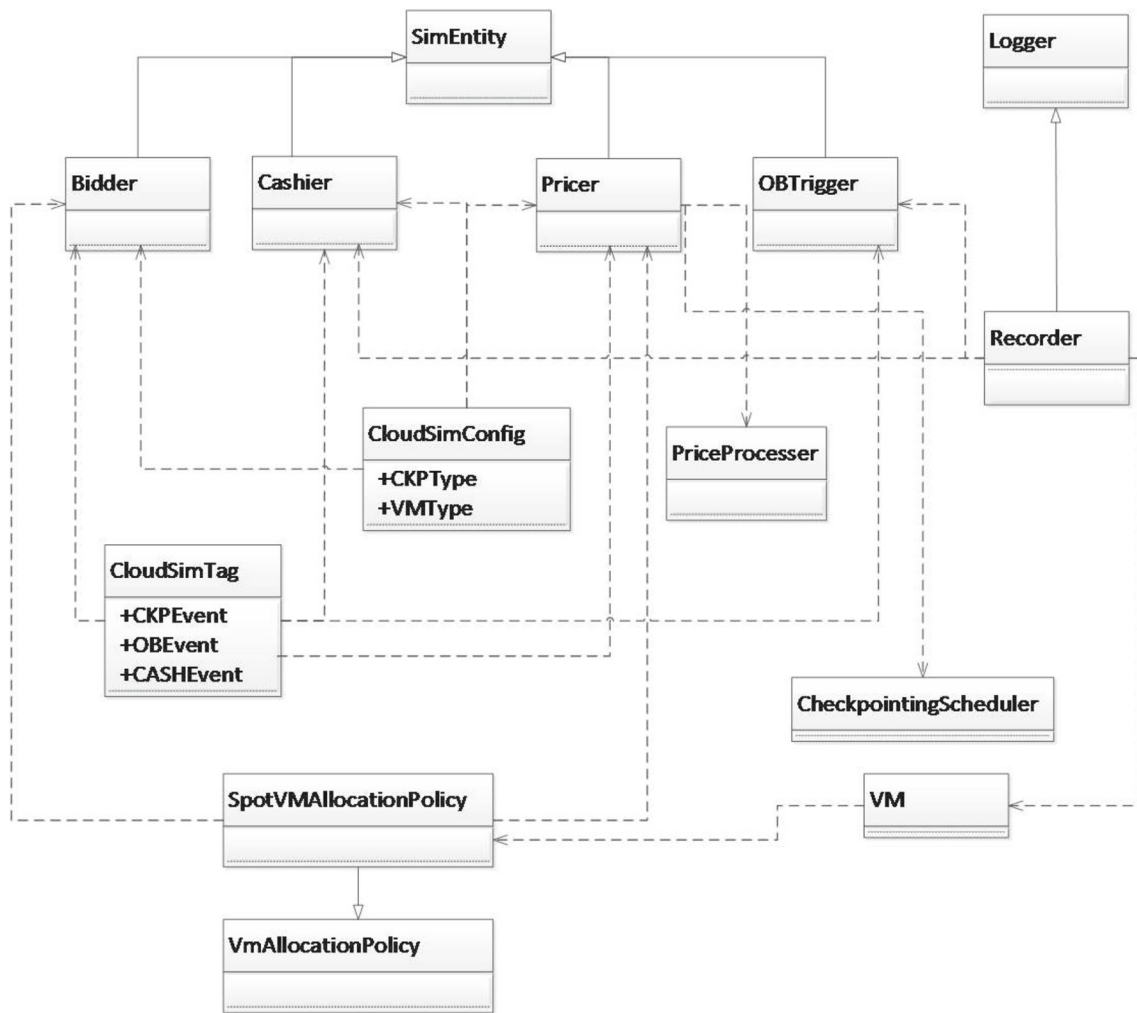 SimEntity
Logger
Bidder
Cashier
Pricer
OBTrigger
Recorder
CloudSimConfig
+CKPType
+VMType
PriceProcesser
CloudSimTag
+CKPEvent
+OBEvent
+CASHEvent
CheckpointingScheduler
SpotVMAllocationPolicy
VM
VmAllocationPolicy